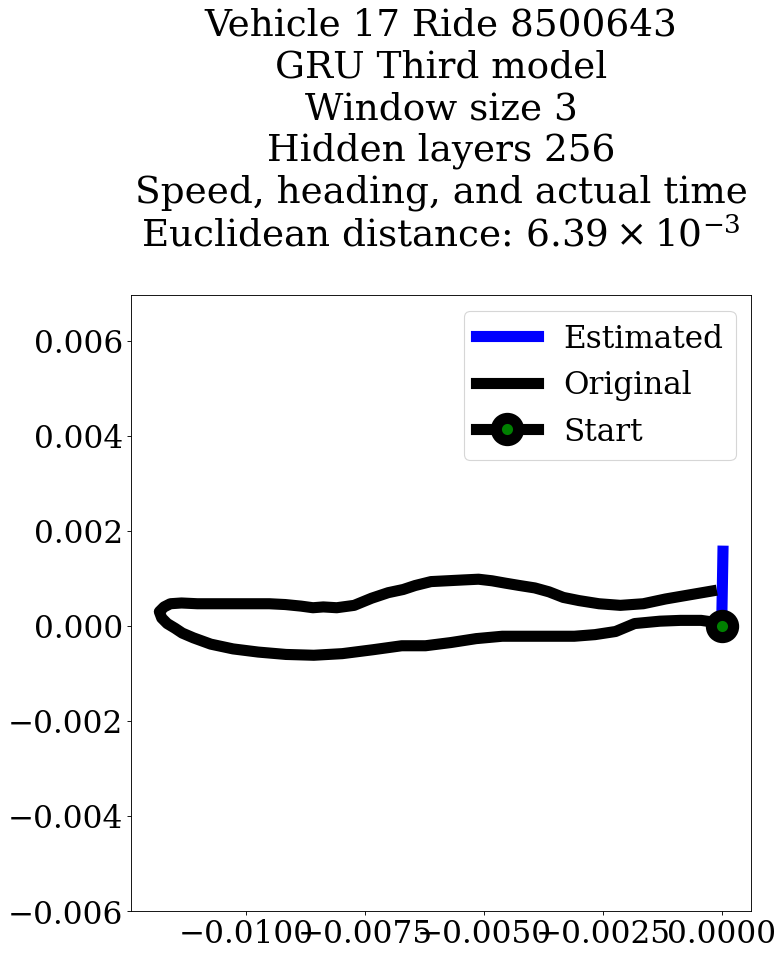 Vehicle 17 Ride 8500643
GRU Third model
Window size 3
Hidden layers 256
Speed, heading, and actual time
Euclidean distance: 6.39 × 10⁻³
Estimated
Original
Start
0.006
0.004
0.002
0.000
−0.002
−0.004
−0.006
−0.0100 −0.0075 −0.0050 −0.0025 0.0000